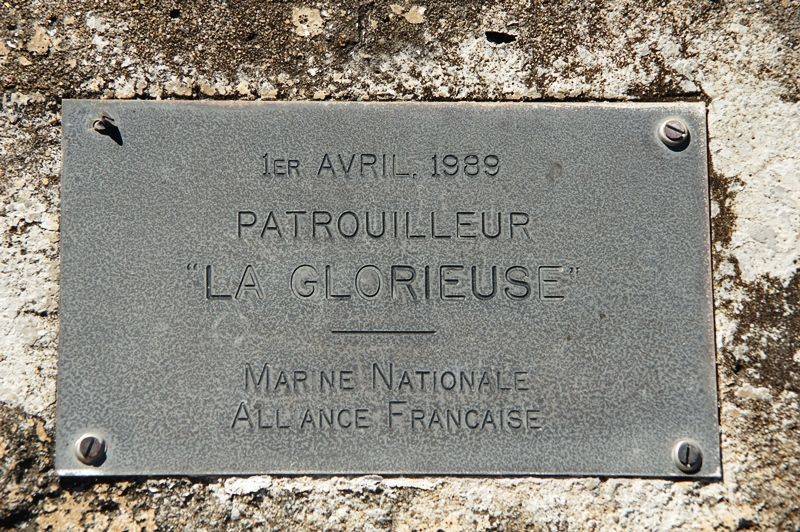 1ER AVRIL. 1989
PATROUILLEUR
"LA GLORIEUSE"
MARINE NATIONALE
ALLIANCE FRANCAISE